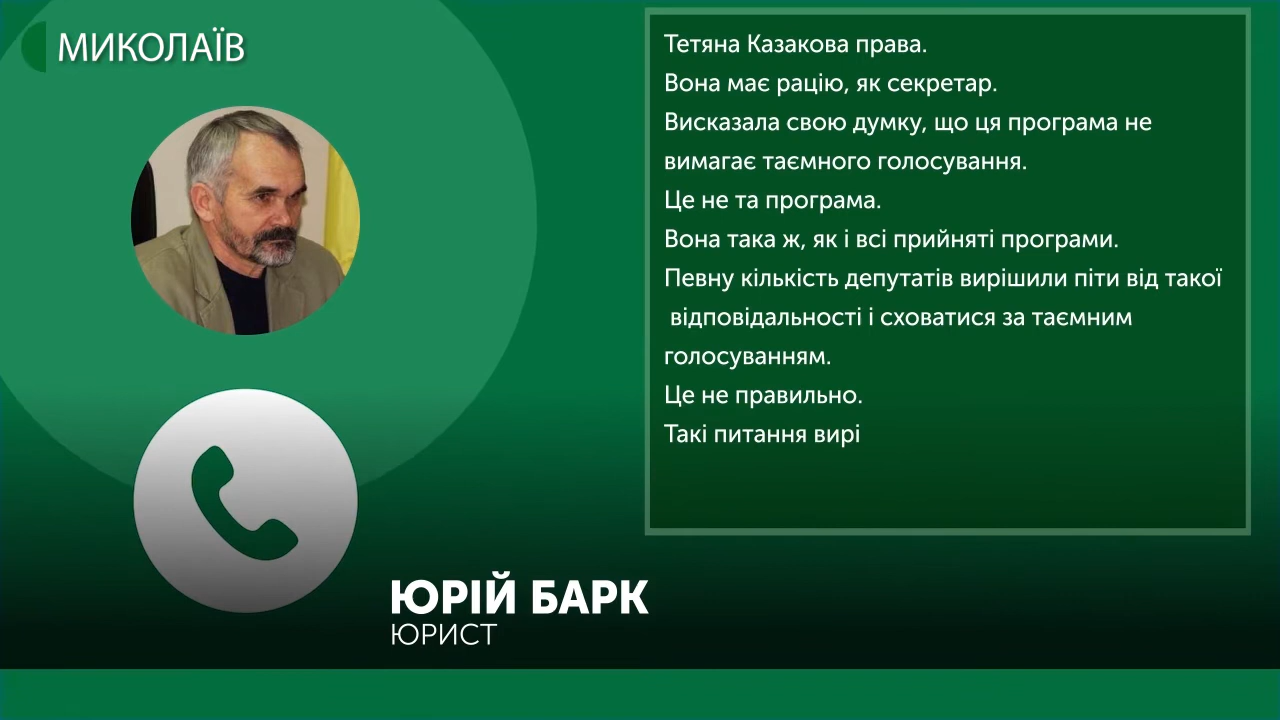 МИКОЛАЇВ
Тетяна Казакова права.
Вона має рацію, як секретар.
Висказала свою думку, що ця програма не
вимагає таємного голосування.
Це не та програма.
Вона така ж, як і всі прийняті програми.
Певну кількість депутатів вирішили піти від такої
відповідальності і сховатися за таємним
голосуванням.
Це не правильно.
Такі питання вирі
ЮРІЙ БАРК
ЮРИСТ